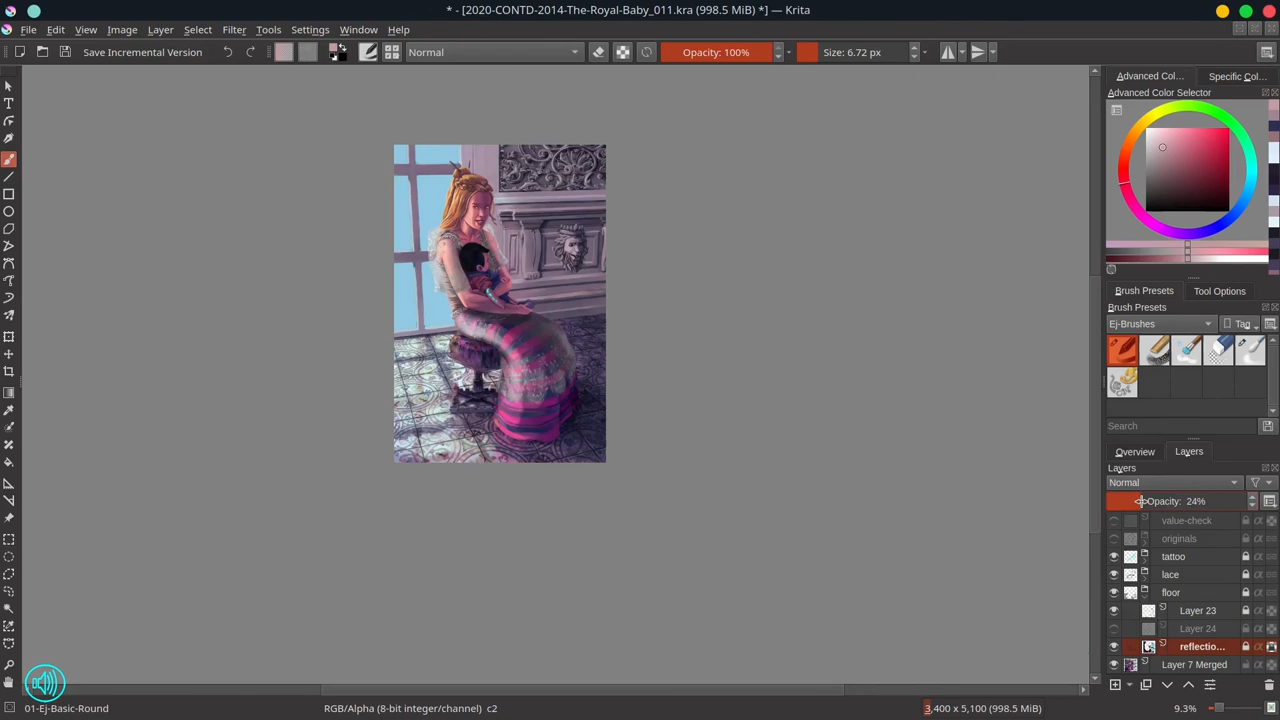 * - [2020-CONTD-2014-The-Royal-Baby_011.kra (998.5 MiB) *] — Krita
File Edit View Image Layer Select Filter Tools Settings Window Help
Save Incremental Version Normal Opacity: 100% Size: 6.72 px
Advanced Col... Specific Col...
Advanced Color Selector
Brush Presets Tool Options
Brush Presets
Ej-Brushes Tag
Search
Overview Layers
Layers
Normal
Opacity: 24%
value-check
originals
tattoo
lace
floor
Layer 23
Layer 24
reflectio...
Layer 7 Merged
01-Ej-Basic-Round RGB/Alpha (8-bit integer/channel) c2 3,400 x 5,100 (998.5 MiB) 9.3%